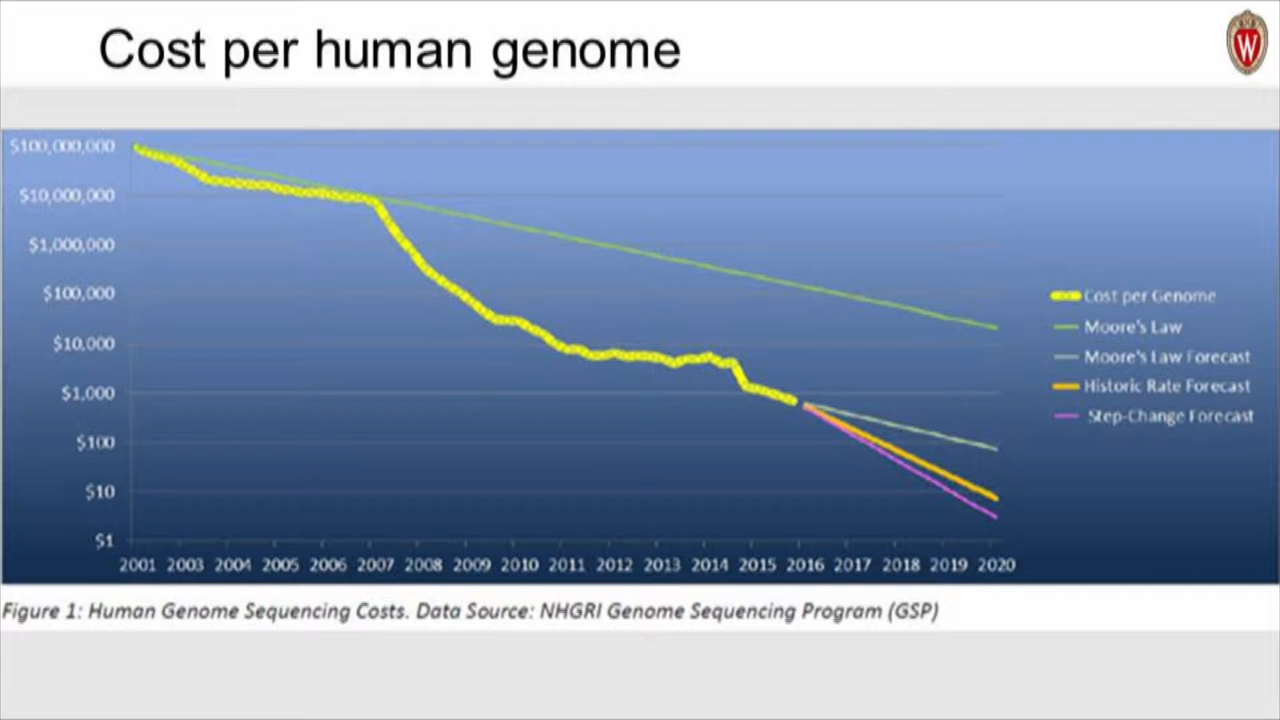 Cost per human genome
W
$100,000,000
$10,000,000
$1,000,000
$100,000
$10,000
$1,000
$100
$10
$1
2001 2003 2004 2005 2006 2007 2008 2009 2010 2011 2012 2013 2014 2015 2016 2017 2018 2019 2020
Cost per Genome
Moore's Law
Moore's Law Forecast
Historic Rate Forecast
Step-Change Forecast
Figure 1: Human Genome Sequencing Costs. Data Source: NHGRI Genome Sequencing Program (GSP)